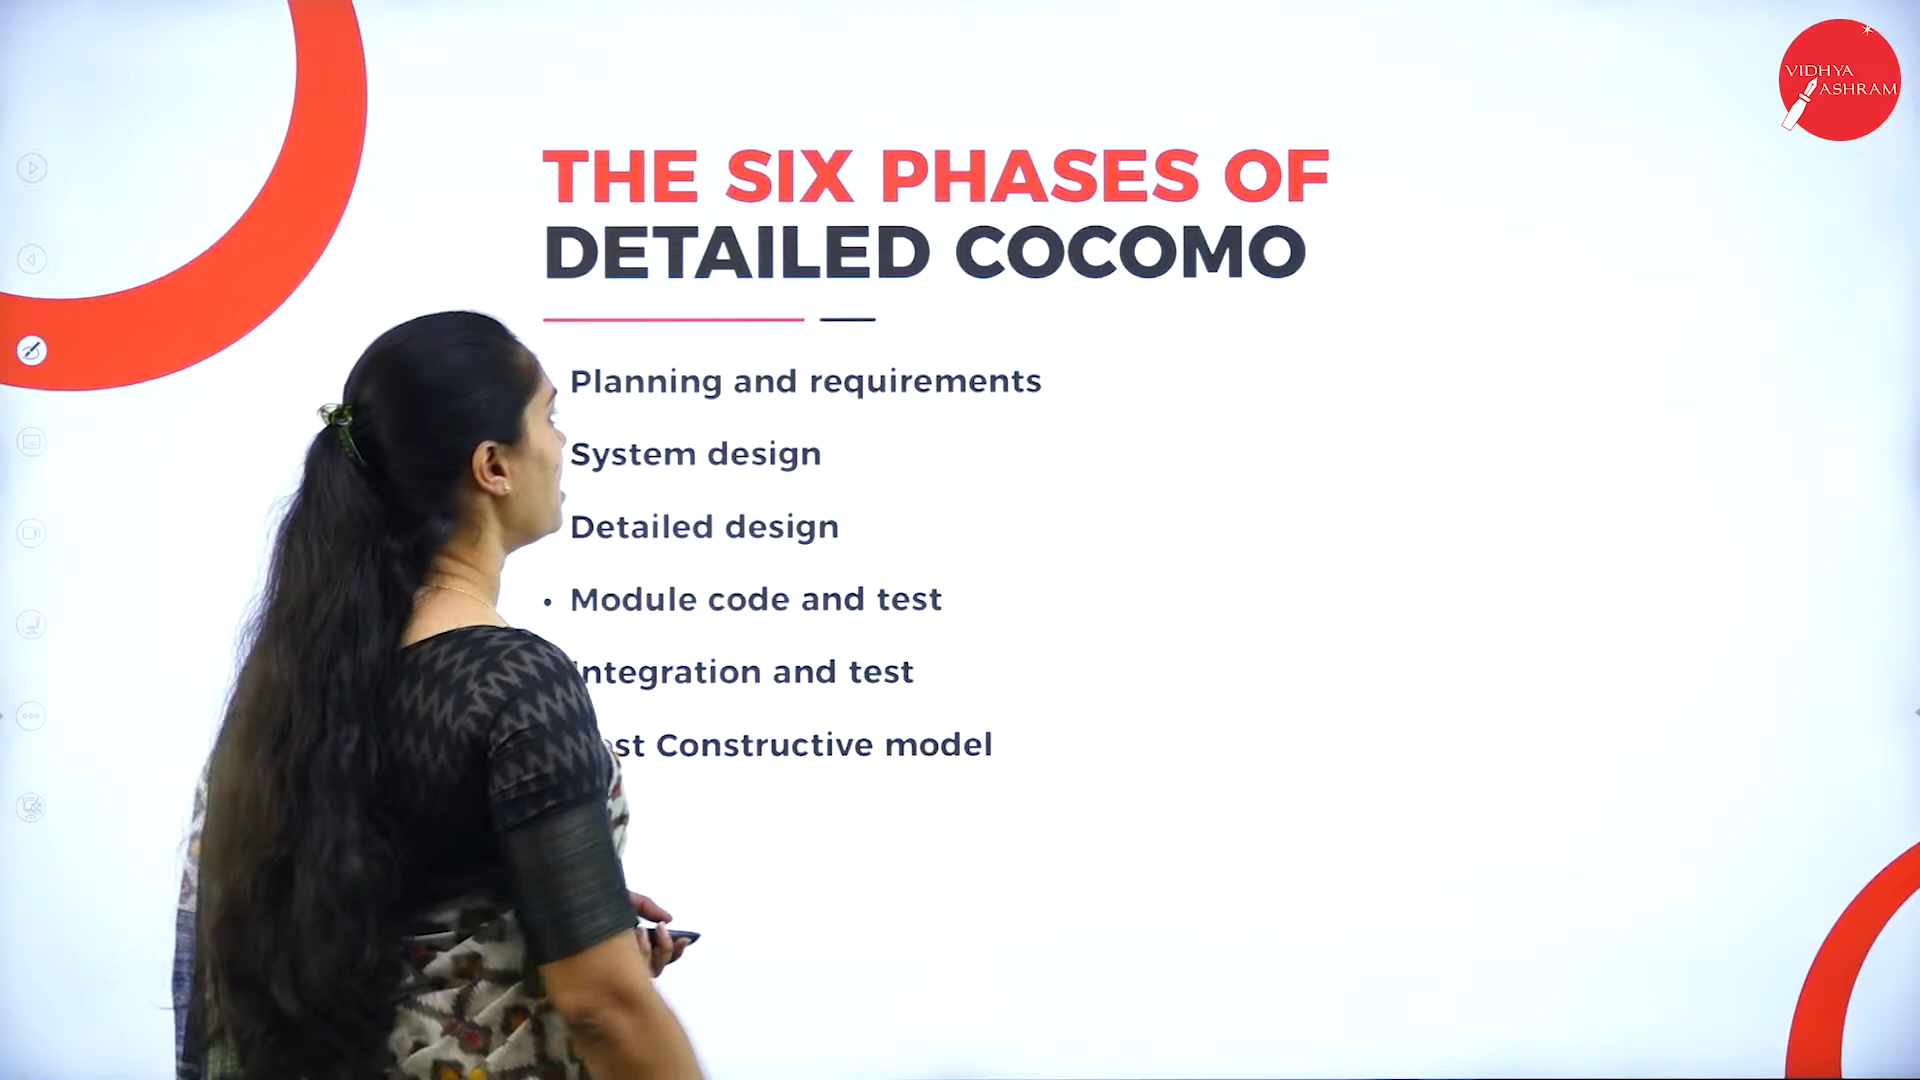 VIDHYA
ASHRAM
THE SIX PHASES OF
DETAILED COCOMO
Planning and requirements
System design
Detailed design
• Module code and test
Integration and test
Constructive model